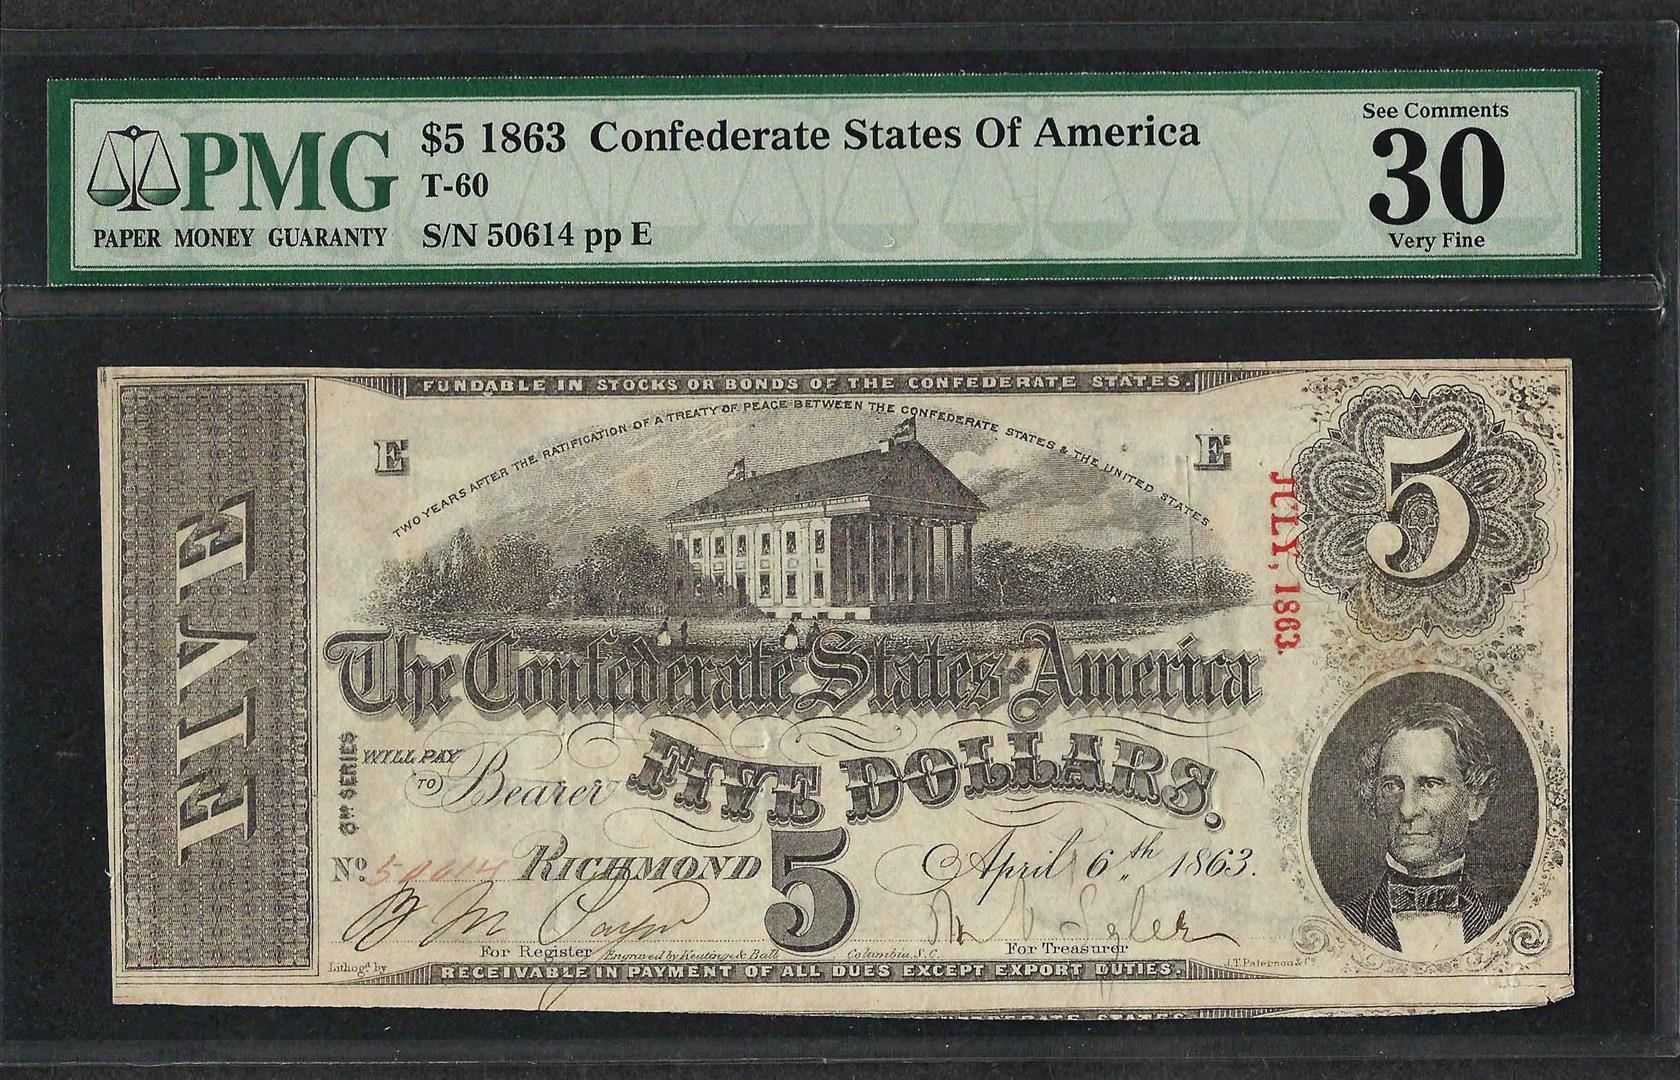 PMG
PAPER MONEY GUARANTY
$5 1863 Confederate States Of America
T-60
S/N 50614 pp E
See Comments
30
Very Fine
FUNDABLE IN STOCKS OR BONDS OF THE CONFEDERATE STATES.
TWO YEARS AFTER THE RATIFICATION OF A TREATY OF PEACE BETWEEN THE CONFEDERATE STATES & THE UNITED STATES.
E
E
5
JULY, 1863.
FIVE
The Confederate States of America
SERIES
WILL PAY
TO Bearer
FIVE DOLLARS.
No. 50614
RICHMOND
5
April 6th 1863.
For Register
Engraved by Keatinge & Ball
Columbia S.C.
For Treasurer
Lithogd by
J.T. Paterson & Co
RECEIVABLE IN PAYMENT OF ALL DUES EXCEPT EXPORT DUTIES.